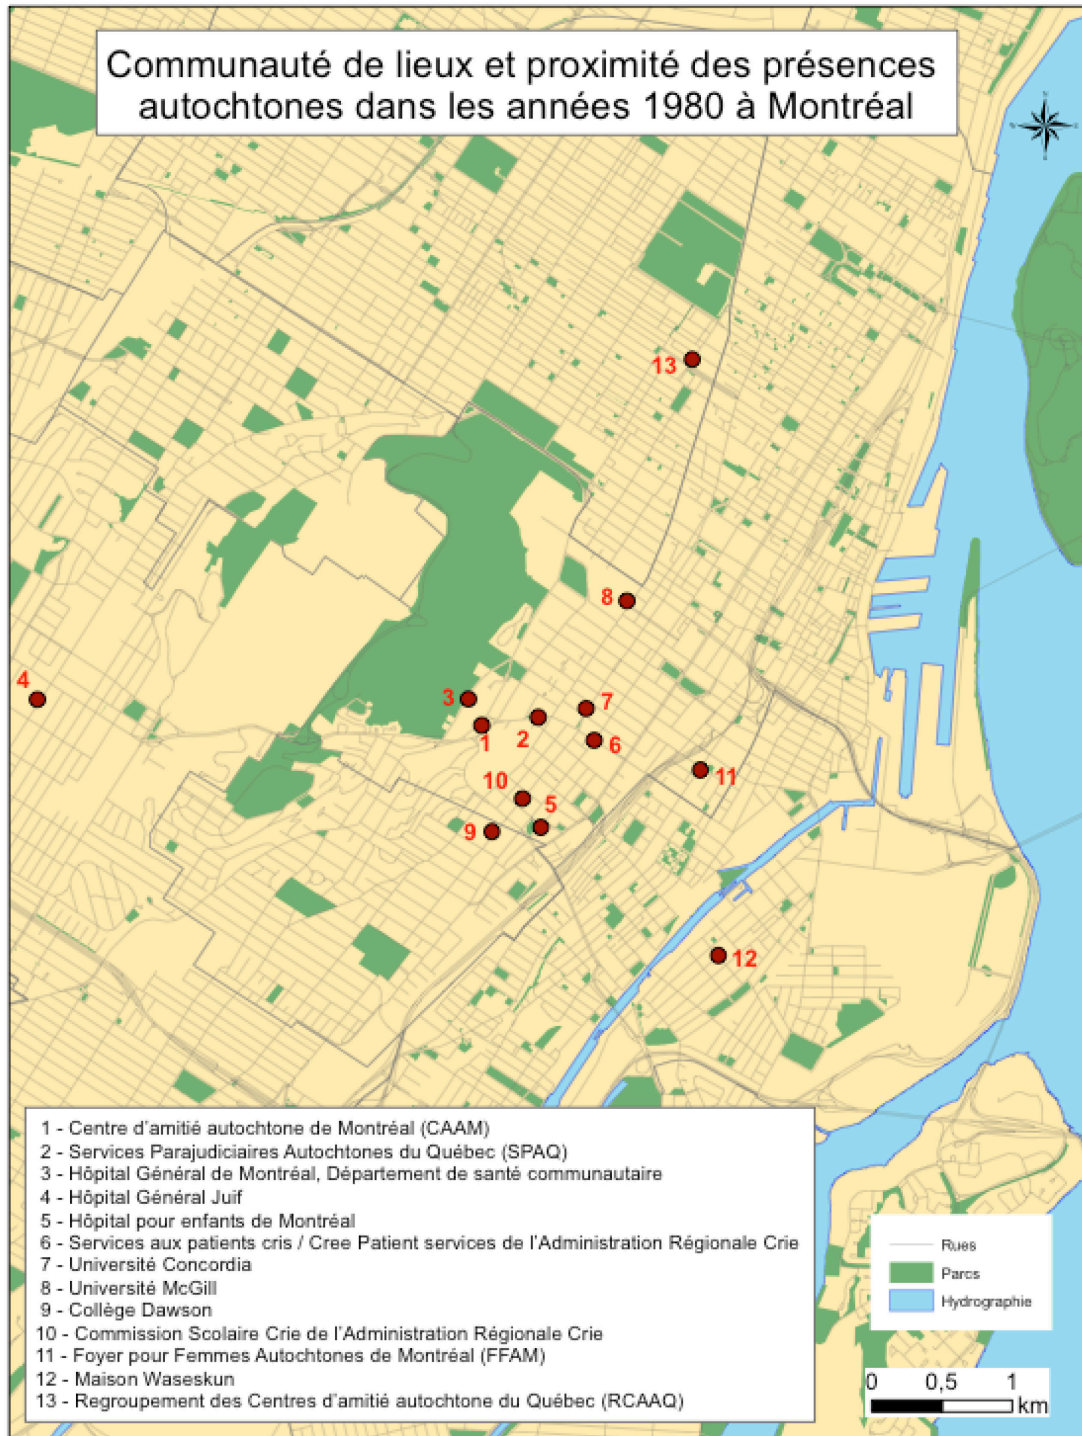 Communauté de lieux et proximité des présences
autochtones dans les années 1980 à Montréal
13
8
4
3
7
1
2
6
10
11
5
9
12
1 - Centre d'amitié autochtone de Montréal (CAAM)
2 - Services Parajudiciaires Autochtones du Québec (SPAQ)
3 - Hôpital Général de Montréal, Département de santé communautaire
4 - Hôpital Général Juif
5 - Hôpital pour enfants de Montréal
6 - Services aux patients cris / Cree Patient services de l'Administration Régionale Crie
7 - Université Concordia
8 - Université McGill
9 - Collège Dawson
10 - Commission Scolaire Crie de l'Administration Régionale Crie
11 - Foyer pour Femmes Autochtones de Montréal (FFAM)
12 - Maison Waseskun
13 - Regroupement des Centres d'amitié autochtone du Québec (RCAAQ)
Rues
Parcs
Hydrographie
0 0,5 1
km